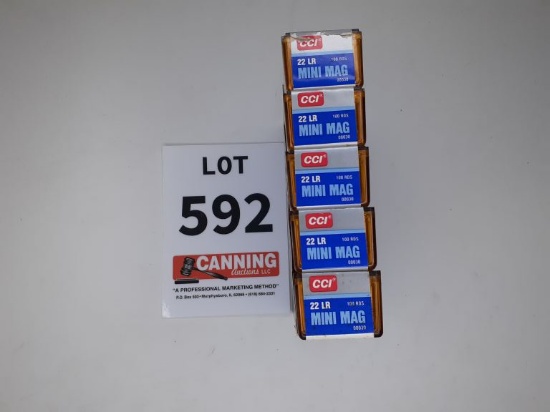 LOT
592
CANNING
Auctions LLC
"A PROFESSIONAL MARKETING METHOD"
CCI
22 LR
MINI MAG
CCI
22 LR 100 RDS
MINI MAG
CCI
22 LR 100 RDS
MINI MAG
CCI
22 LR 100 RDS
MINI MAG
CCI
22 LR
MINI MAG